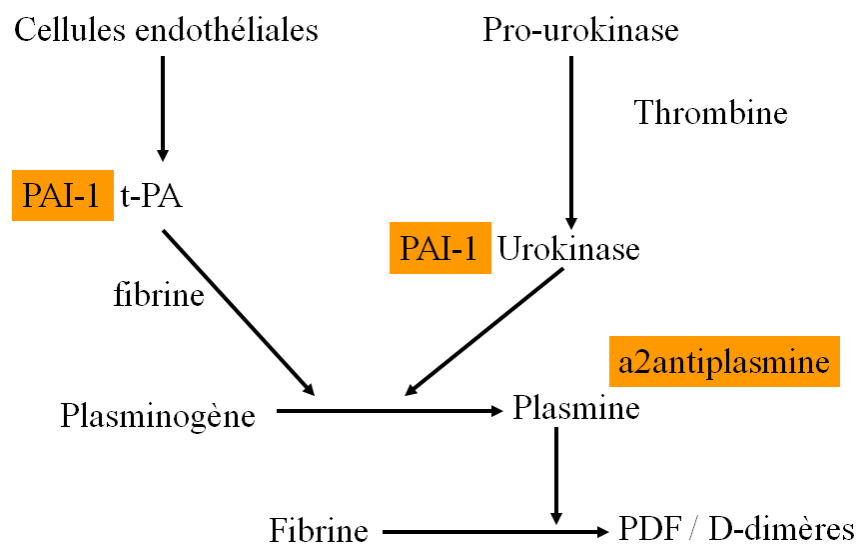 Cellules endothéliales
Pro-urokinase
Thrombine
PAI-1 t-PA
PAI-1 Urokinase
fibrine
a2antiplasmine
Plasminogène
Plasmine
Fibrine
PDF / D-dimères